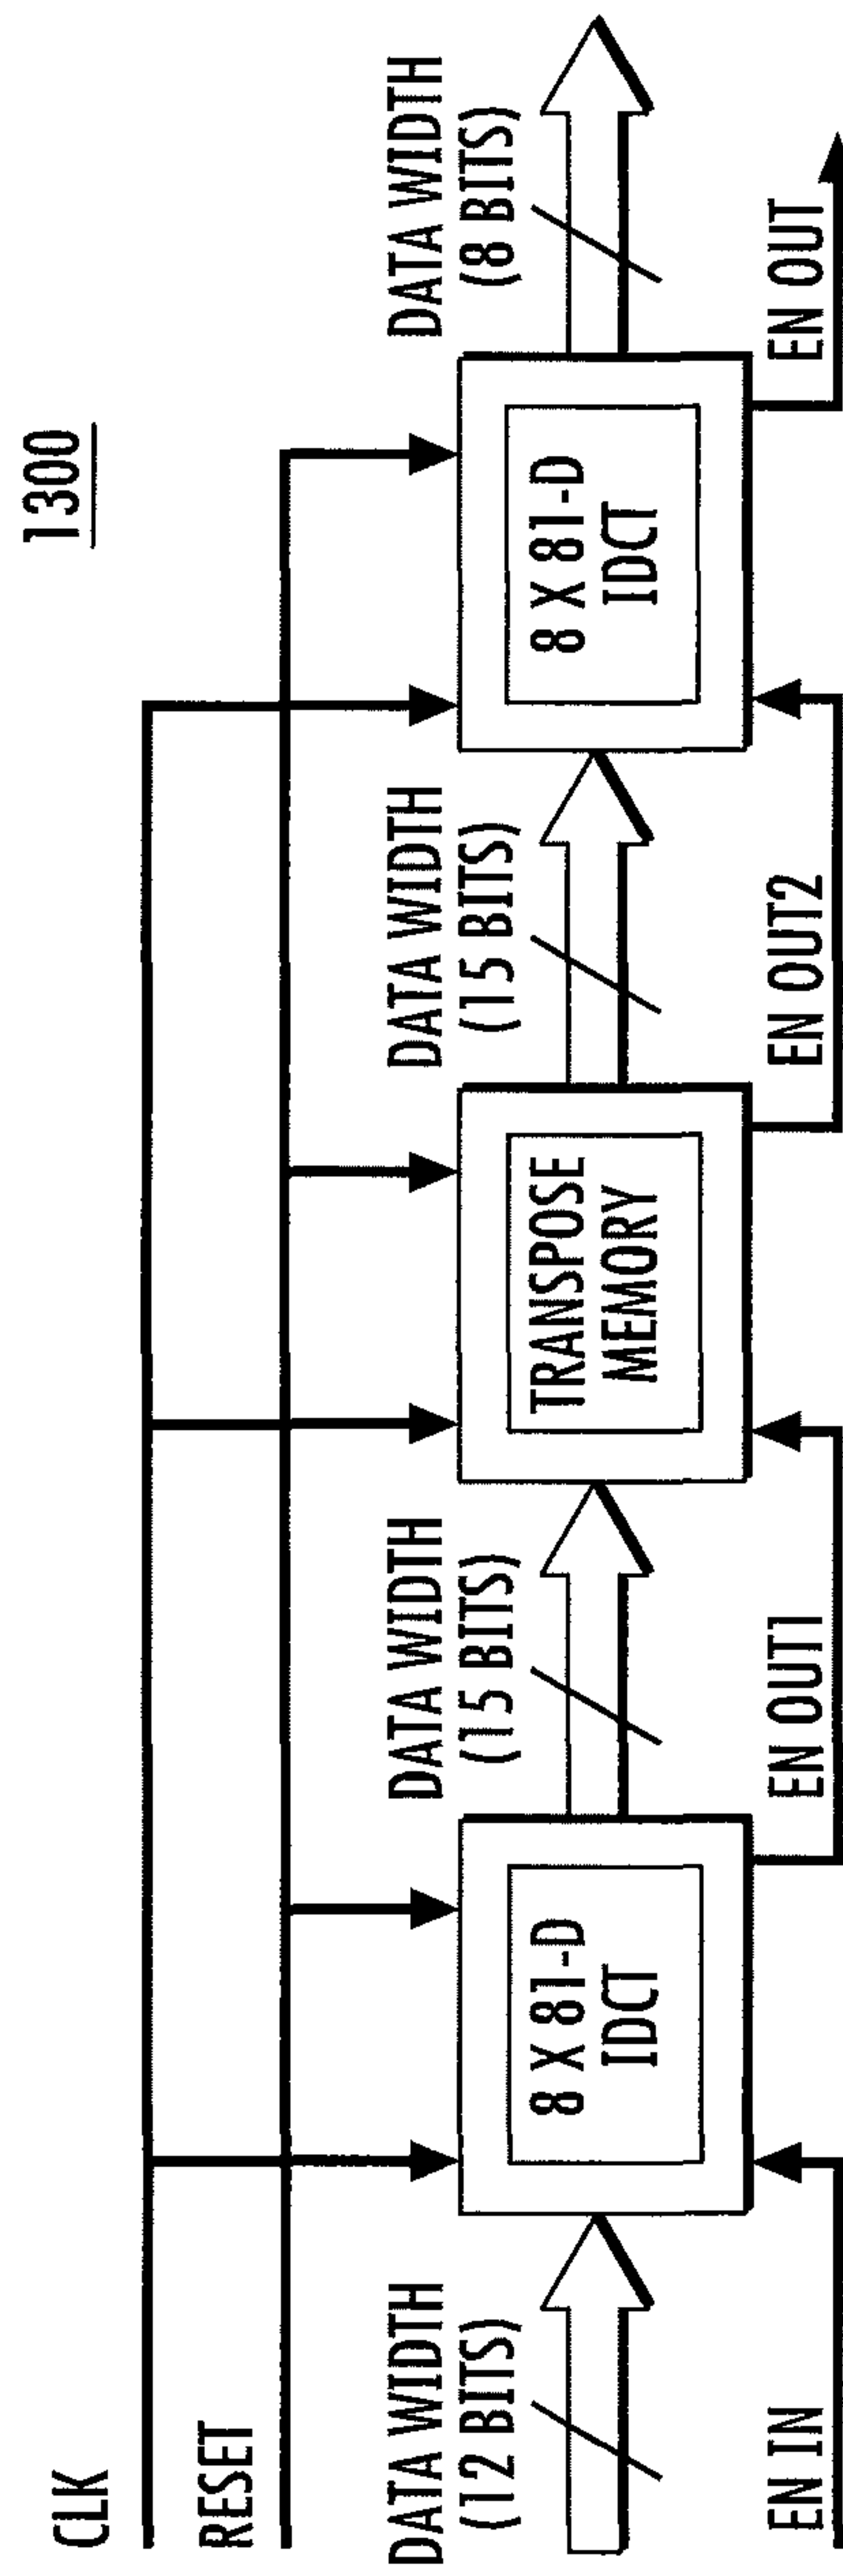 1300
CLK
RESET
DATA WIDTH
(12 BITS)
8 X 81-D
IDCT
DATA WIDTH
(15 BITS)
TRANSPOSE
MEMORY
DATA WIDTH
(15 BITS)
8 X 81-D
IDCT
DATA WIDTH
(8 BITS)
EN IN
EN OUT1
EN OUT2
EN OUT